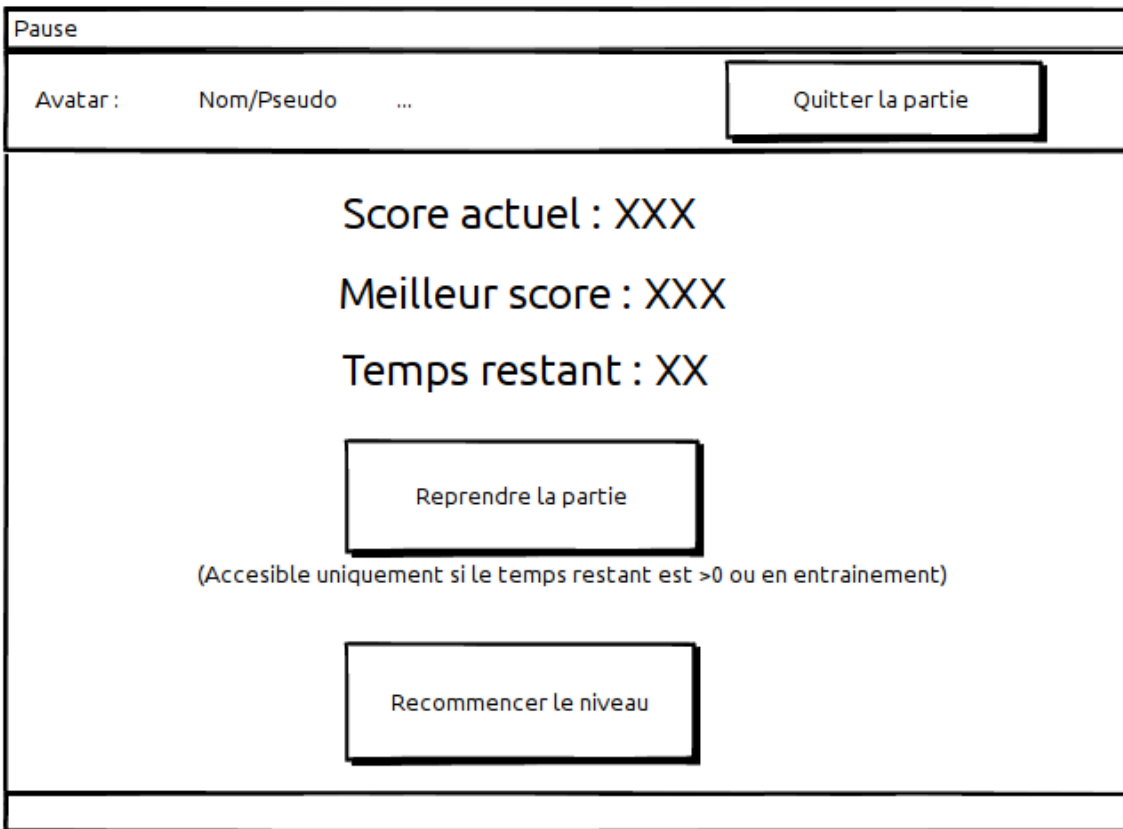 Pause
Avatar : Nom/Pseudo ... Quitter la partie
Score actuel : XXX
Meilleur score : XXX
Temps restant : XX
Reprendre la partie
(Accesible uniquement si le temps restant est >0 ou en entrainement)
Recommencer le niveau